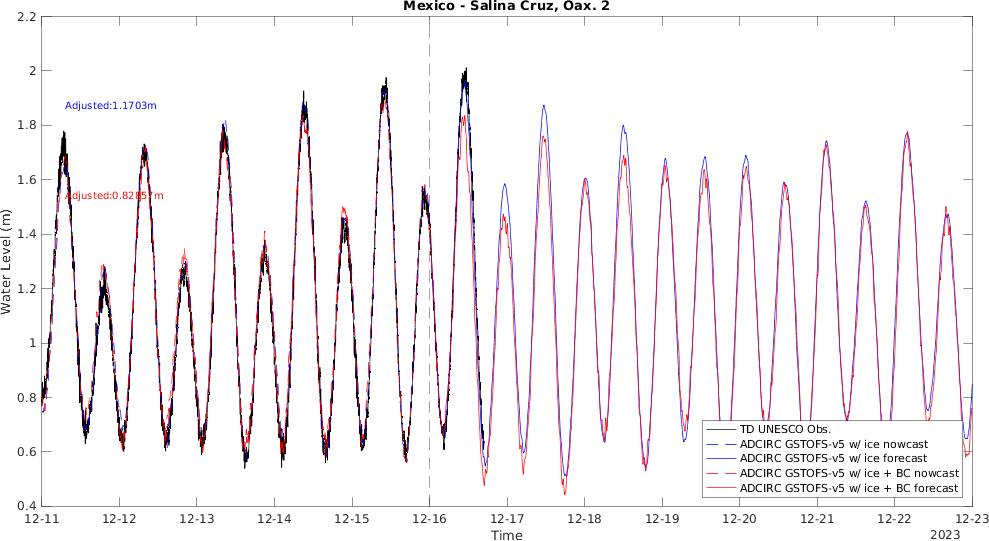 Mexico - Salina Cruz, Oax. 2
2.2
2
1.8
1.6
1.4
1.2
1
0.8
0.6
0.4
Water Level (m)
Adjusted:1.1703m
Adjusted:0.82857m
TD UNESCO Obs.
ADCIRC GSTOFS-v5 w/ ice nowcast
ADCIRC GSTOFS-v5 w/ ice forecast
ADCIRC GSTOFS-v5 w/ ice + BC nowcast
ADCIRC GSTOFS-v5 w/ ice + BC forecast
12-11 12-12 12-13 12-14 12-15 12-16 12-17 12-18 12-19 12-20 12-21 12-22 12-23
Time
2023